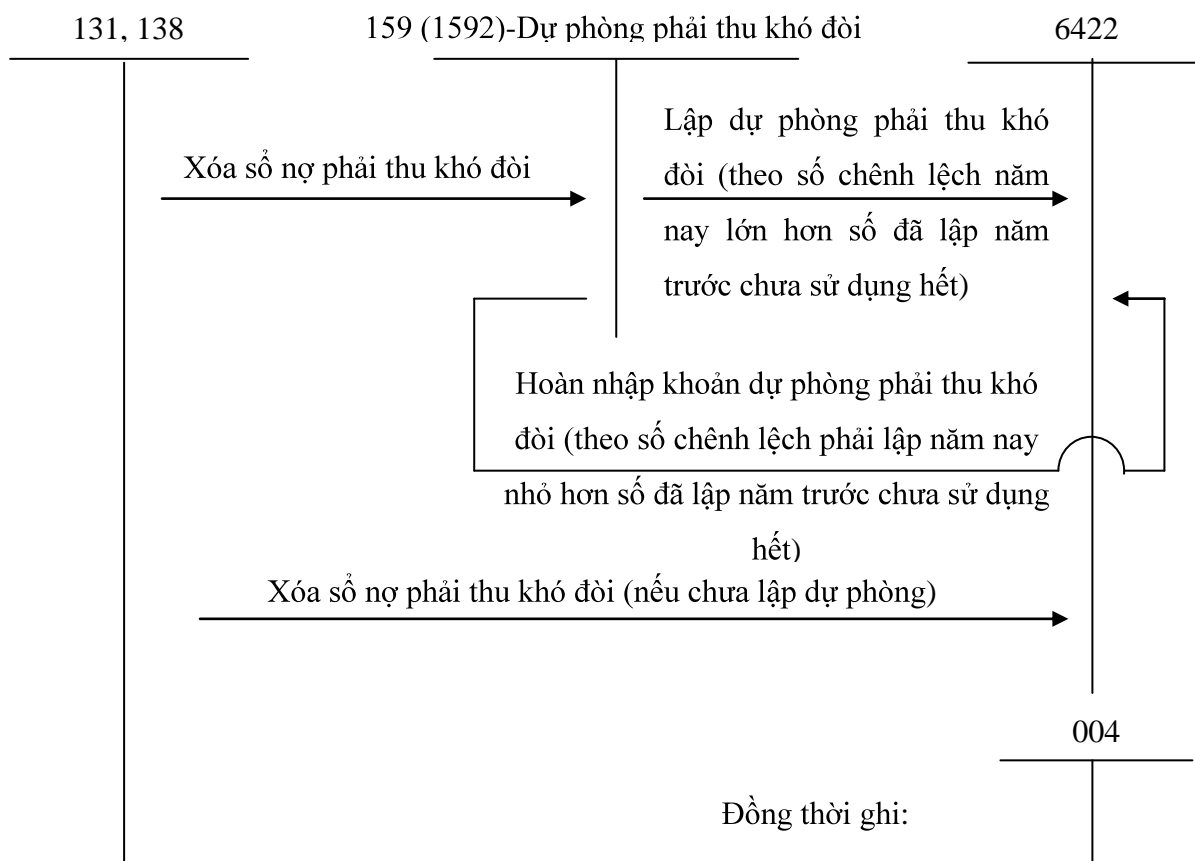 131, 138
159 (1592)-Dự phòng phải thu khó đòi
6422
Xóa sổ nợ phải thu khó đòi
Lập dự phòng phải thu khó
đòi (theo số chênh lệch năm
nay lớn hơn số đã lập năm
trước chưa sử dụng hết)
Hoàn nhập khoản dự phòng phải thu khó
đòi (theo số chênh lệch phải lập năm nay
nhỏ hơn số đã lập năm trước chưa sử dụng
hết)
Xóa sổ nợ phải thu khó đòi (nếu chưa lập dự phòng)
004
Đồng thời ghi: